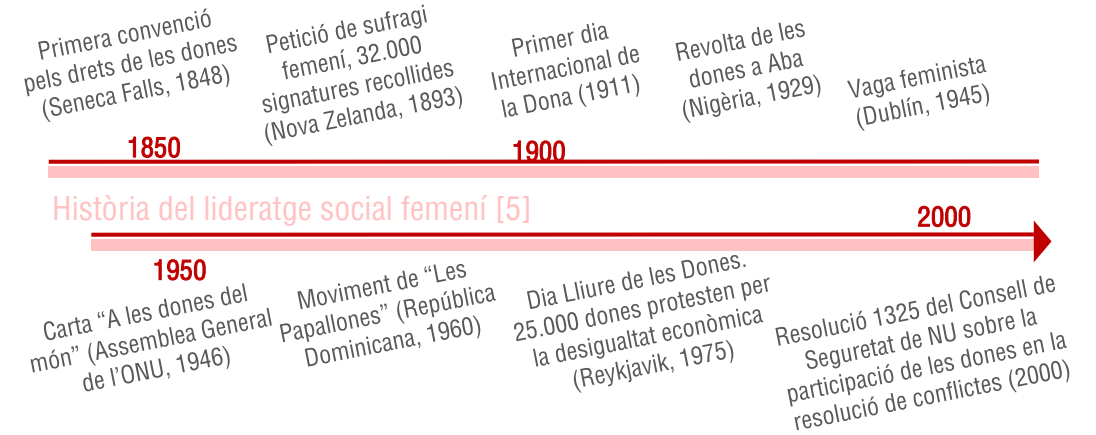 Primera convenció
pels drets de les dones
(Seneca Falls, 1848)
Petició de sufragi
femení, 32.000
signatures recollides
(Nova Zelanda, 1893)
Primer dia
Internacional de
la Dona (1911)
Revolta de les
dones a Aba
(Nigèria, 1929)
Vaga feminista
(Dublín, 1945)
1850
1900
Història del lideratge social femení [5]
2000
1950
Carta “A les dones del
món” (Assemblea General
de l’ONU, 1946)
Moviment de “Les
Papallones” (República
Dominicana, 1960)
Dia Lliure de les Dones.
25.000 dones protesten per
la desigualtat econòmica
(Reykjavik, 1975)
Resolució 1325 del Consell de
Seguretat de NU sobre la
participació de les dones en la
resolució de conflictes (2000)